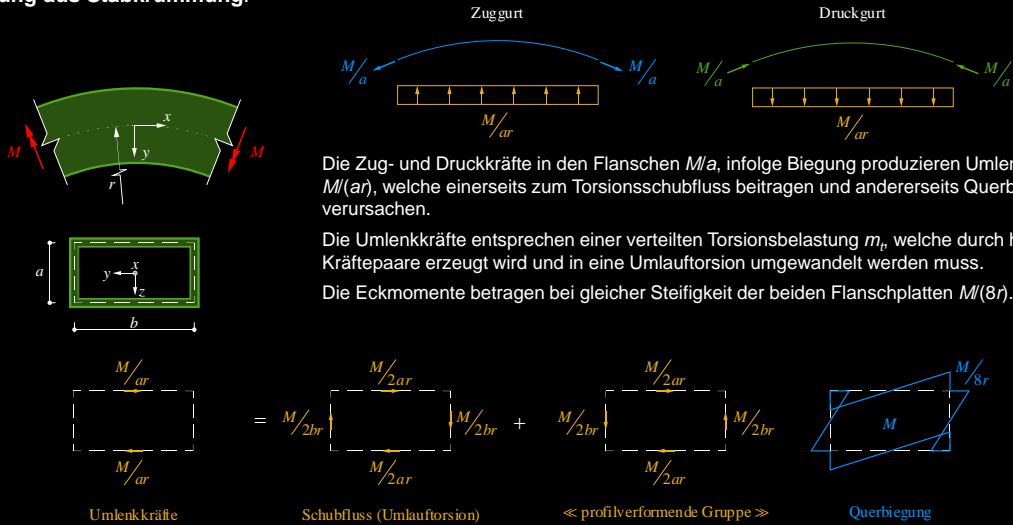 ung aus Stabkrümmung:
Zuggurt
Druckgurt
M/a
M/a
M/a
M/a
M/ar
M/ar
x
y
M
M
r
Die Zug- und Druckkräfte in den Flanschen M/a, infolge Biegung produzieren Umlen
M/(ar), welche einerseits zum Torsionsschubfluss beitragen und andererseits Querb
verursachen.
Die Umlenkkräfte entsprechen einer verteilten Torsionsbelastung mt, welche durch h
Kräftepaare erzeugt wird und in eine Umlauftorsion umgewandelt werden muss.
Die Eckmomente betragen bei gleicher Steifigkeit der beiden Flanschplatten M/(8r).
a
x
y
z
b
M/ar
M/2ar
M/2ar
M/8r
=
M/2br
M/2br
+
M/2br
M/2br
M
M/ar
M/2ar
M/2ar
Umlenkkräfte
Schubfluss (Umlauftorsion)
≪ profilverformende Gruppe ≫
Querbiegung